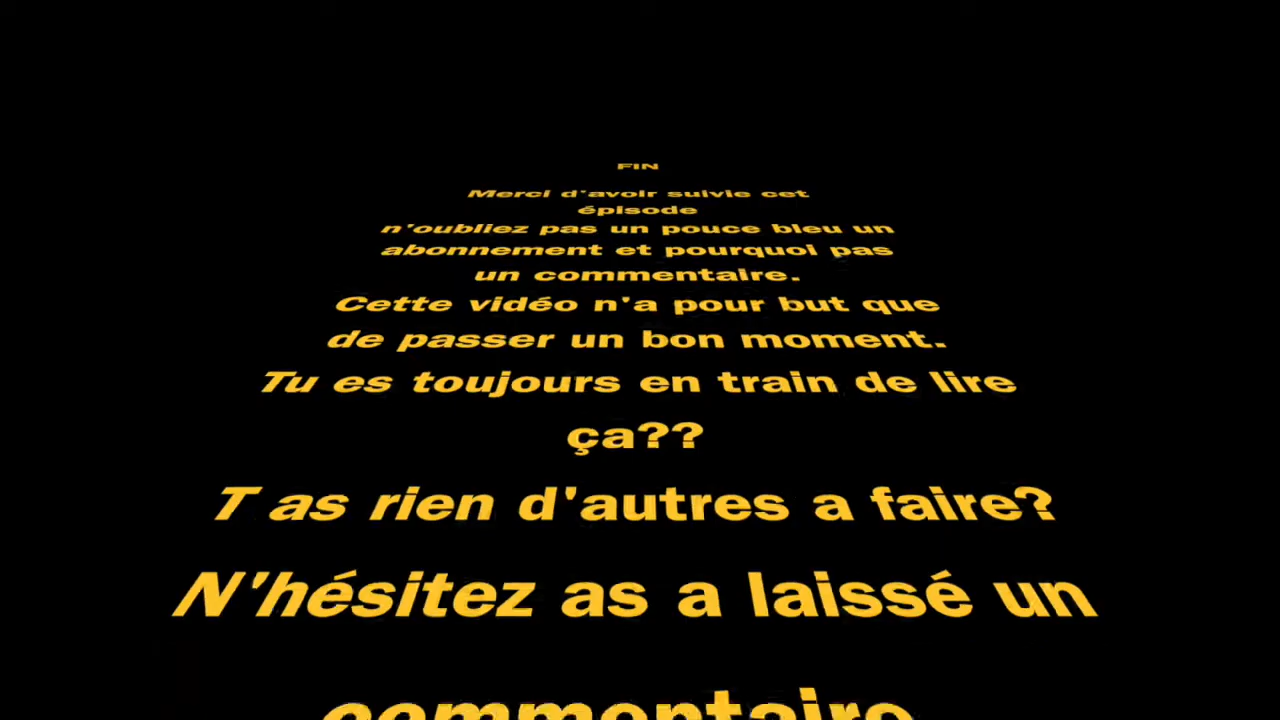 FIN
Merci d'avoir suivie cet
épisode
n'oubliez pas un pouce bleu un
abonnement et pourquoi pas
un commentaire.
Cette vidéo n'a pour but que
de passer un bon moment.
Tu es toujours en train de lire
ça??
T as rien d'autres a faire?
N'hésitez as a laissé un
commentaire